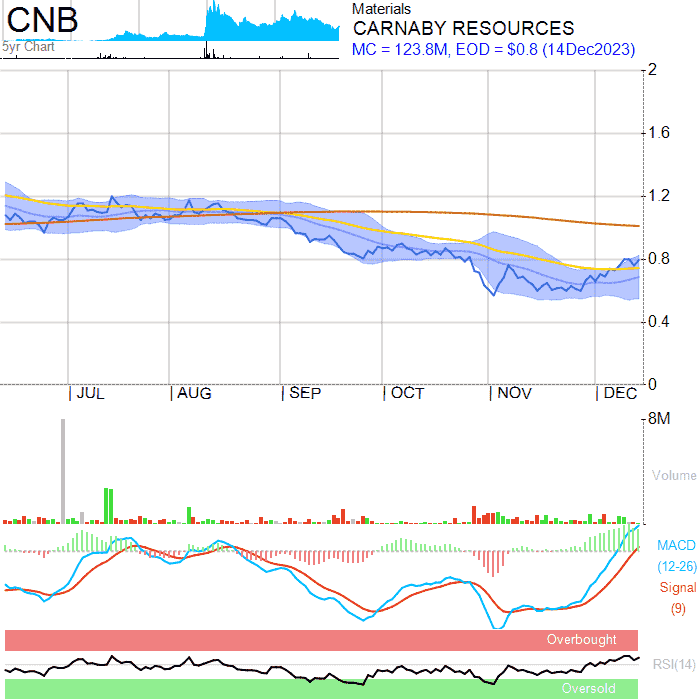 CNB
5yr Chart
Materials
CARNABY RESOURCES
MC = 123.8M, EOD = $0.8 (14Dec2023)
2
1.6
1.2
0.8
0.4
0
JUL AUG SEP OCT NOV DEC
8M
Volume
MACD
(12-26)
Signal
(9)
Overbought
RSI(14)
Oversold